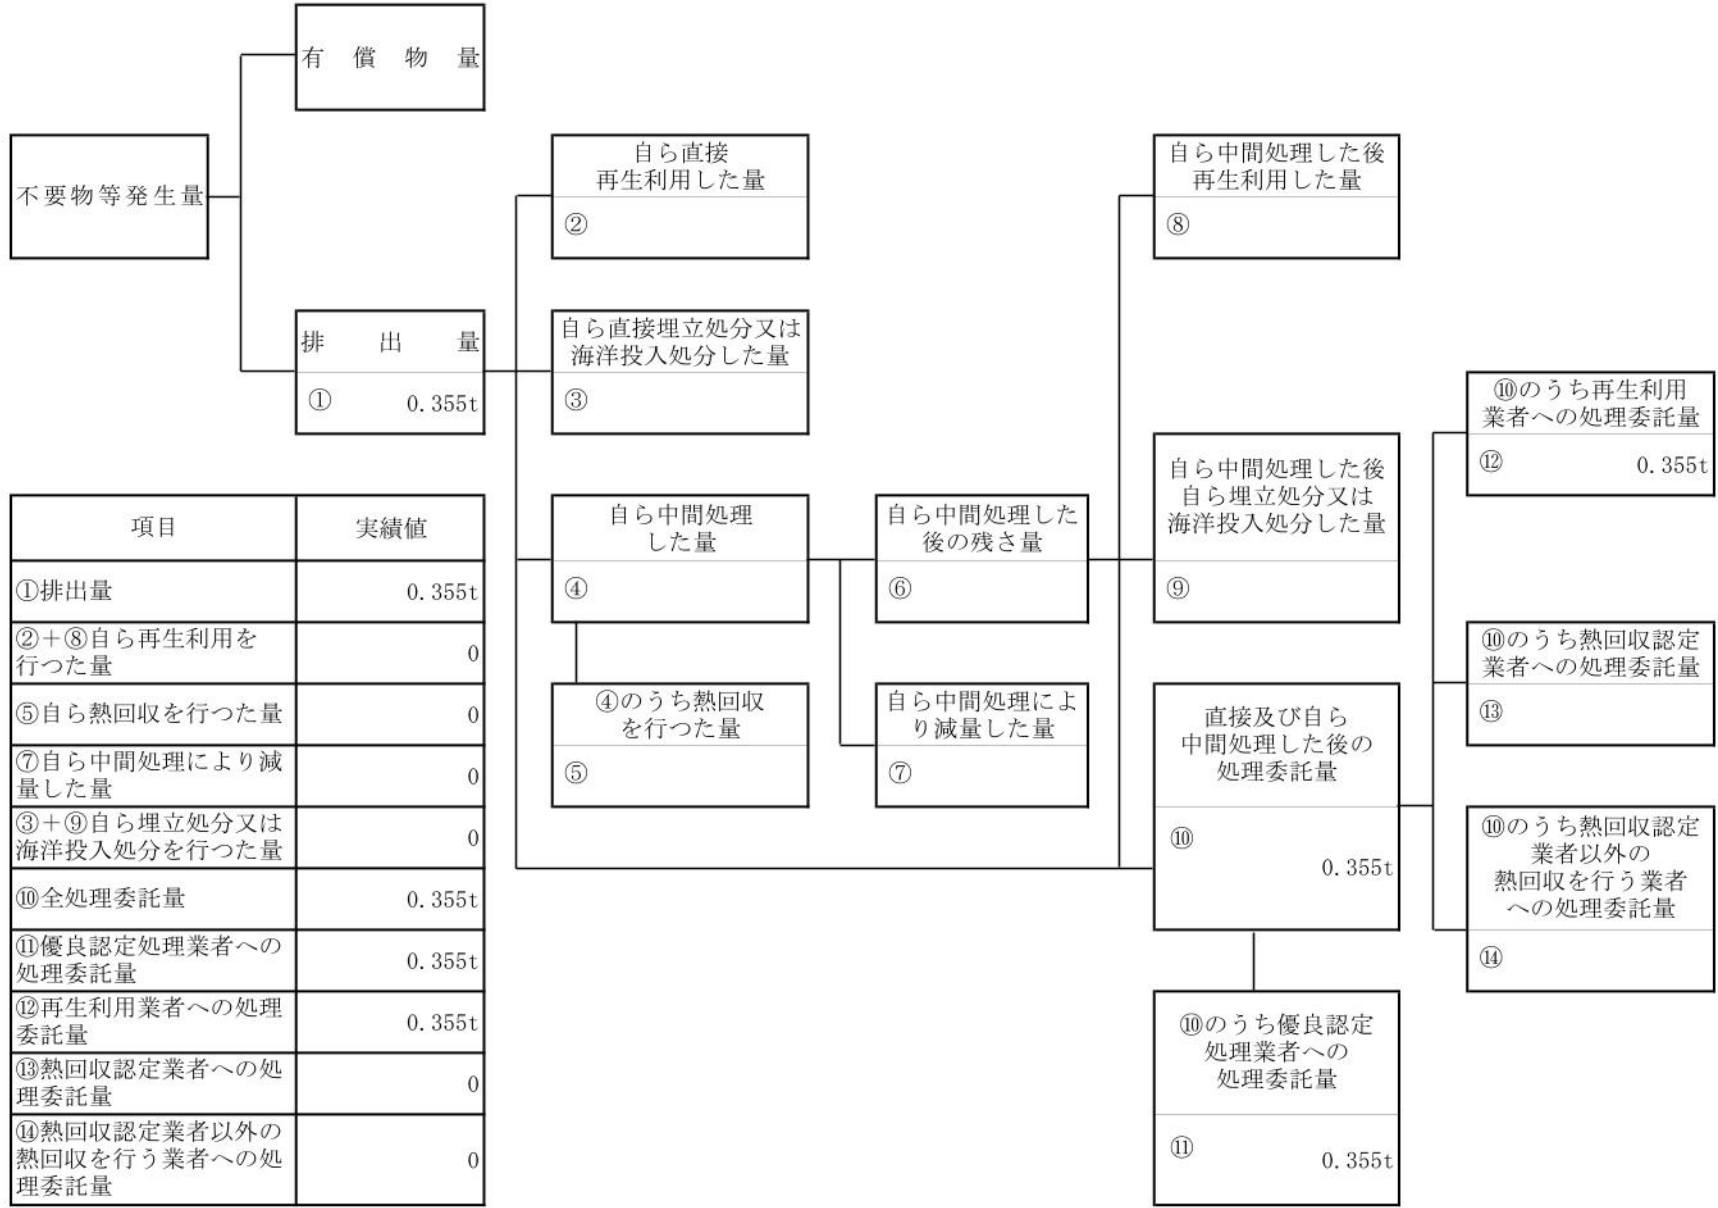 有償物量
不要物等発生量
排出量
① 0.355t
自ら直接
再生利用した量
②
自ら直接埋立処分又は
海洋投入処分した量
③
自ら中間処理
した量
④
④のうち熱回収
を行つた量
⑤
自ら中間処理した
後の残さ量
⑥
自ら中間処理によ
り減量した量
⑦
自ら中間処理した後
再生利用した量
⑧
自ら中間処理した後
自ら埋立処分又は
海洋投入処分した量
⑨
直接及び自ら
中間処理した後の
処理委託量
⑩
0.355t
⑩のうち優良認定
処理業者への
処理委託量
⑪
0.355t
⑩のうち再生利用
業者への処理委託量
⑫ 0.355t
⑩のうち熱回収認定
業者への処理委託量
⑬
⑩のうち熱回収認定
業者以外の
熱回収を行う業者
への処理委託量
⑭
項目 実績値
①排出量 0.355t
②+⑧自ら再生利用を
行つた量 0
⑤自ら熱回収を行つた量 0
⑦自ら中間処理により減
量した量 0
③+⑨自ら埋立処分又は
海洋投入処分を行つた量 0
⑩全処理委託量 0.355t
⑪優良認定処理業者への
処理委託量 0.355t
⑫再生利用業者への処理
委託量 0.355t
⑬熱回収認定業者への処
理委託量 0
⑭熱回収認定業者以外の
熱回収を行う業者への処
理委託量 0